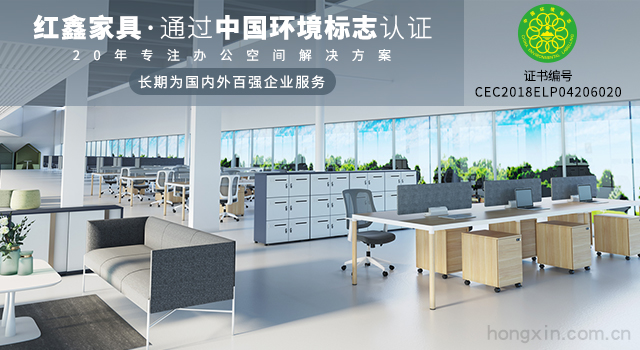 红鑫家具·通过中国环境标志认证
20年专注办公空间解决方案
长期为国内外百强企业服务
证书编号
CEC2018ELP04206020
hongxin.com.cn